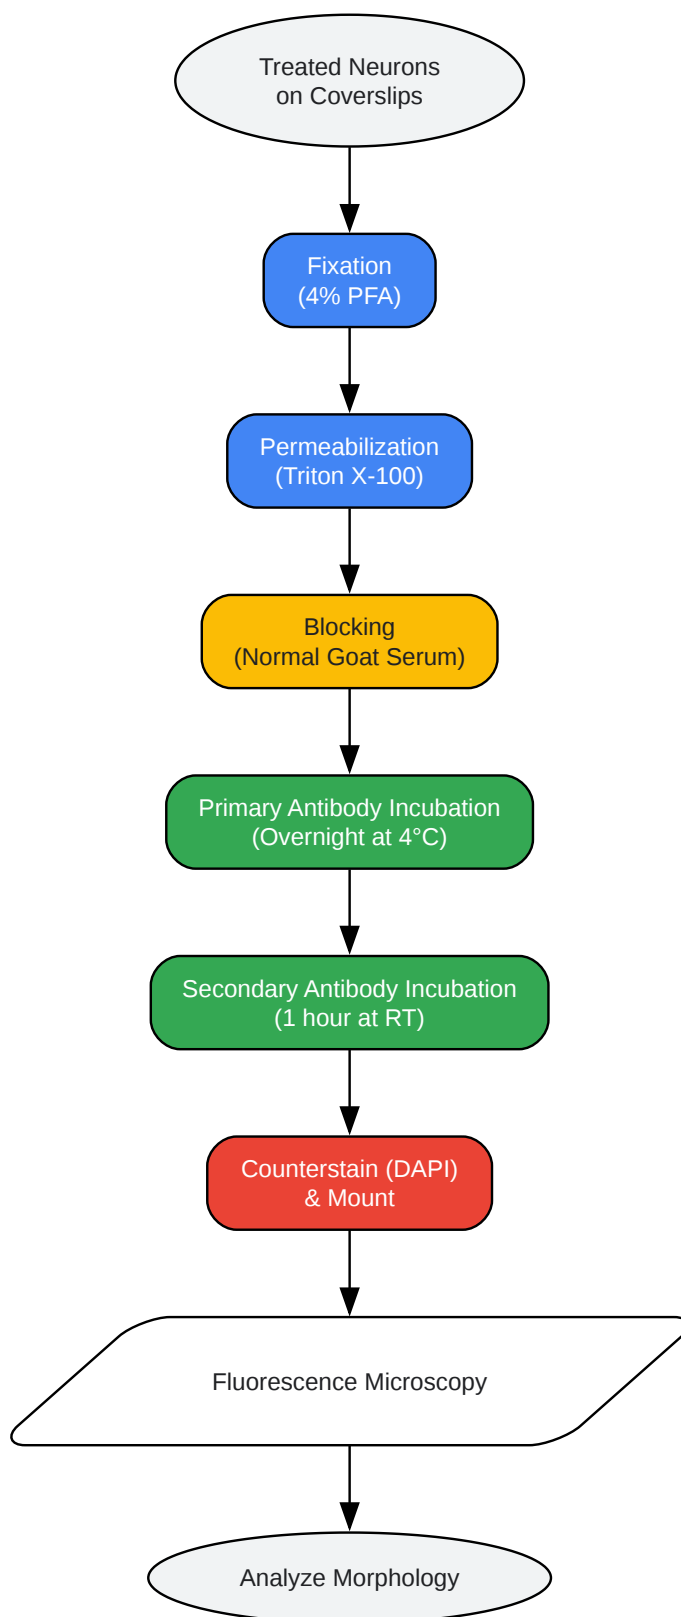 Treated Neurons
on Coverslips
Fixation
(4% PFA)
Permeabilization
(Triton X-100)
Blocking
(Normal Goat Serum)
Primary Antibody Incubation
(Overnight at 4°C)
Secondary Antibody Incubation
(1 hour at RT)
Counterstain (DAPI)
& Mount
Fluorescence Microscopy
Analyze Morphology